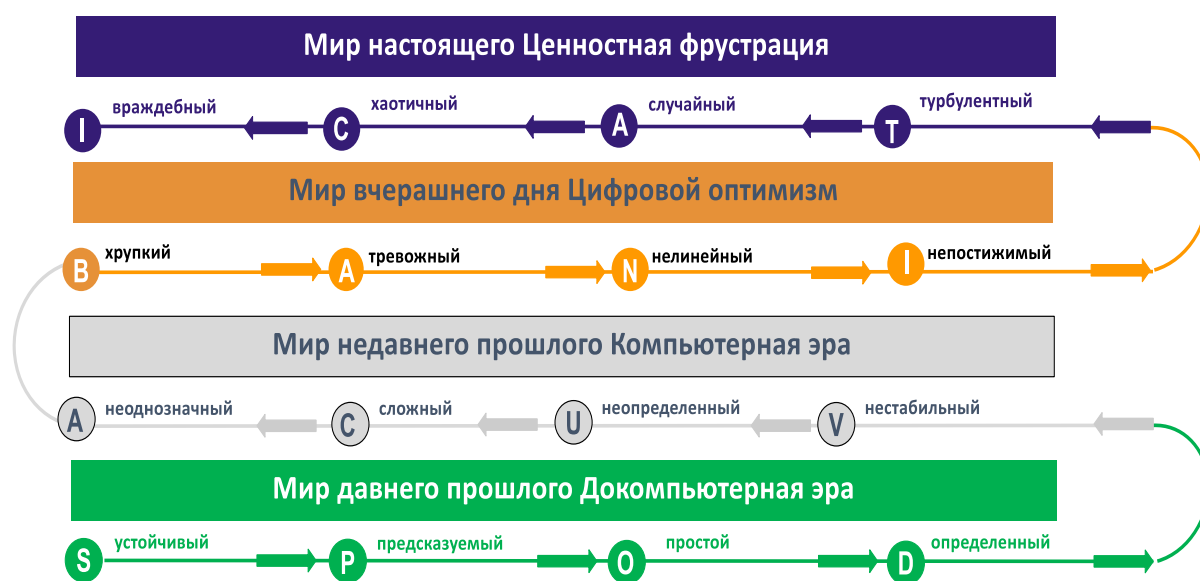 Мир настоящего Ценностная фрустрация
враждебный хаотичный случайный турбулентный
I C A T
Мир вчерашнего дня Цифровой оптимизм
хрупкий тревожный нелинейный непостижимый
B A N I
Мир недавнего прошлого Компьютерная эра
неоднозначный сложный неопределенный нестабильный
A C U V
Мир давнего прошлого Докомпьютерная эра
устойчивый предсказуемый простой определенный
S P O D